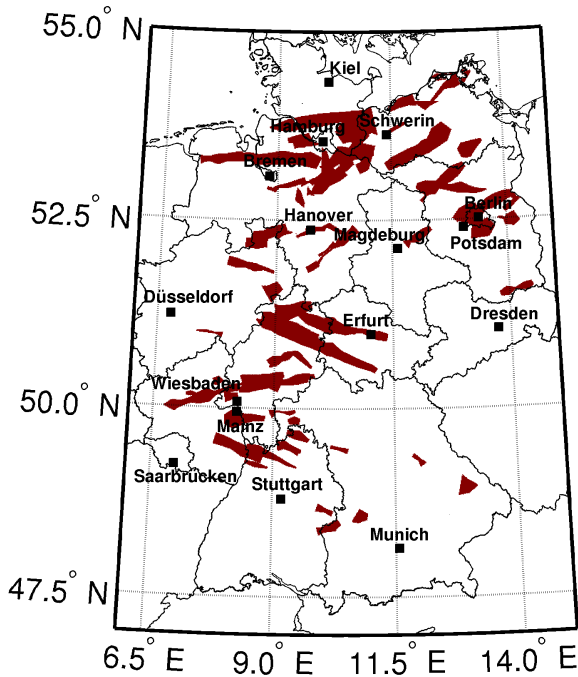 55.0° N
Kiel
Hamburg
Schwerin
Bremen
Berlin
52.5° N
Hanover
Magdeburg
Potsdam
Düsseldorf
Erfurt
Dresden
Wiesbaden
50.0° N
Mainz
Saarbrücken
Stuttgart
Munich
47.5° N
6.5° E
9.0° E
11.5° E
14.0° E